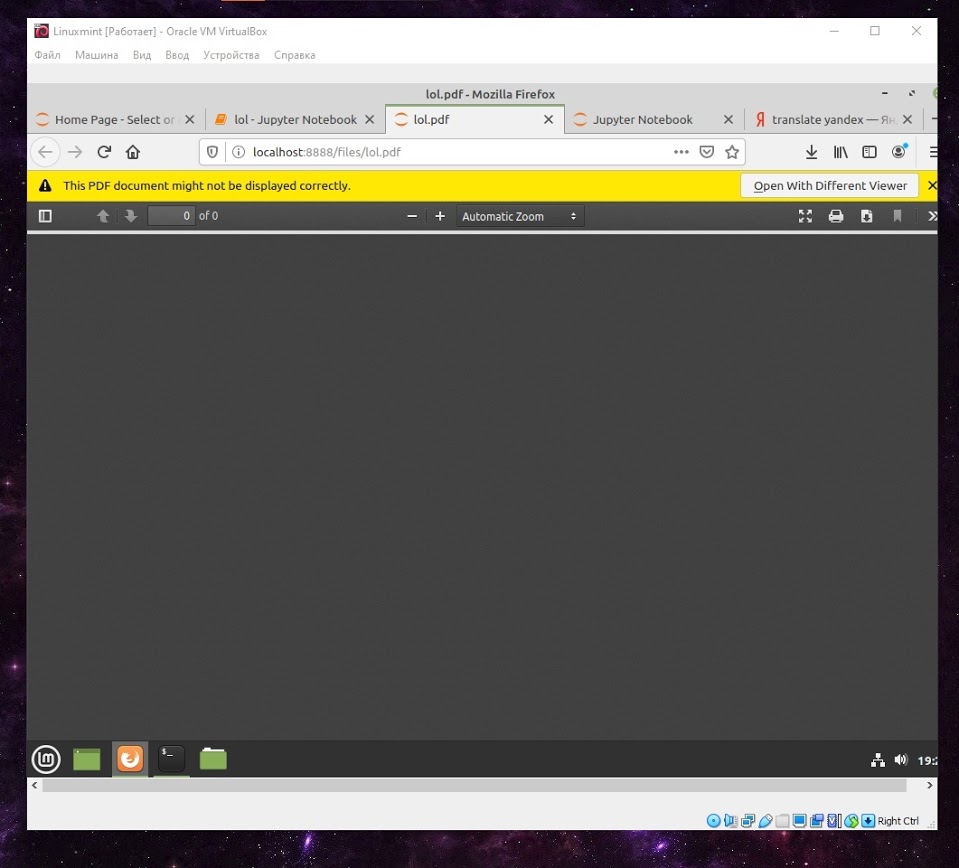 Linuxmint [Работает] - Oracle VM VirtualBox
Файл Машина Вид Ввод Устройства Справка
lol.pdf - Mozilla Firefox
Home Page - Select or lol - Jupyter Notebook lol.pdf Jupyter Notebook translate yandex — Ян
localhost:8888/files/lol.pdf
This PDF document might not be displayed correctly. Open With Different Viewer
0 of 0 Automatic Zoom
$_
19:2
Right Ctrl